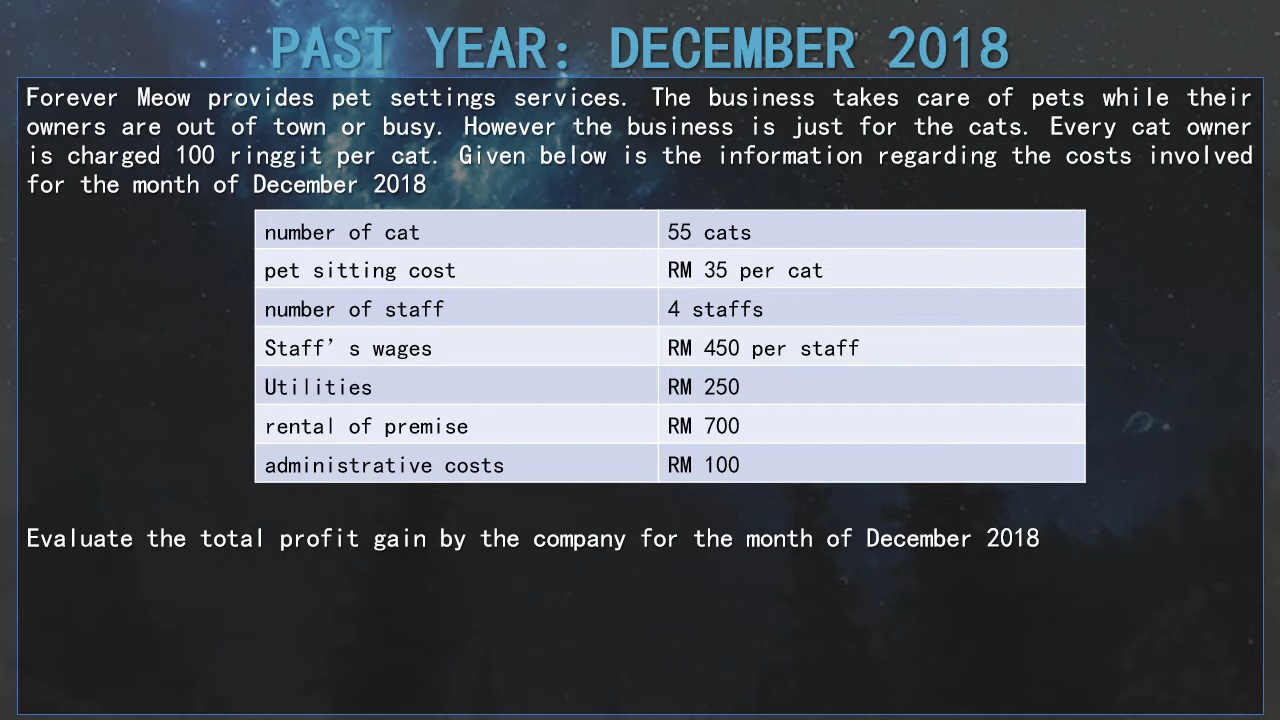 PAST YEAR: DECEMBER 2018
Forever Meow provides pet settings services. The business takes care of pets while their
owners are out of town or busy. However the business is just for the cats. Every cat owner
is charged 100 ringgit per cat. Given below is the information regarding the costs involved
for the month of December 2018
number of cat 55 cats
pet sitting cost RM 35 per cat
number of staff 4 staffs
Staff’s wages RM 450 per staff
Utilities RM 250
rental of premise RM 700
administrative costs RM 100
Evaluate the total profit gain by the company for the month of December 2018